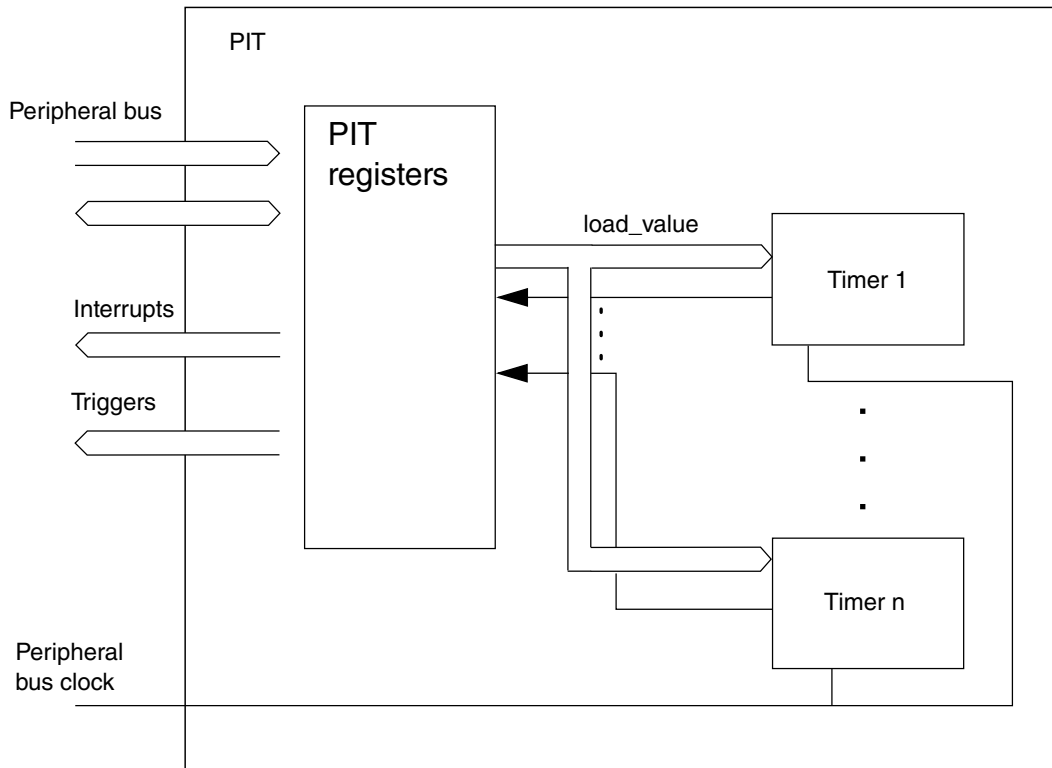 PIT
Peripheral bus
PIT
registers
load_value
Timer 1
Interrupts
Triggers
Timer n
Peripheral
bus clock